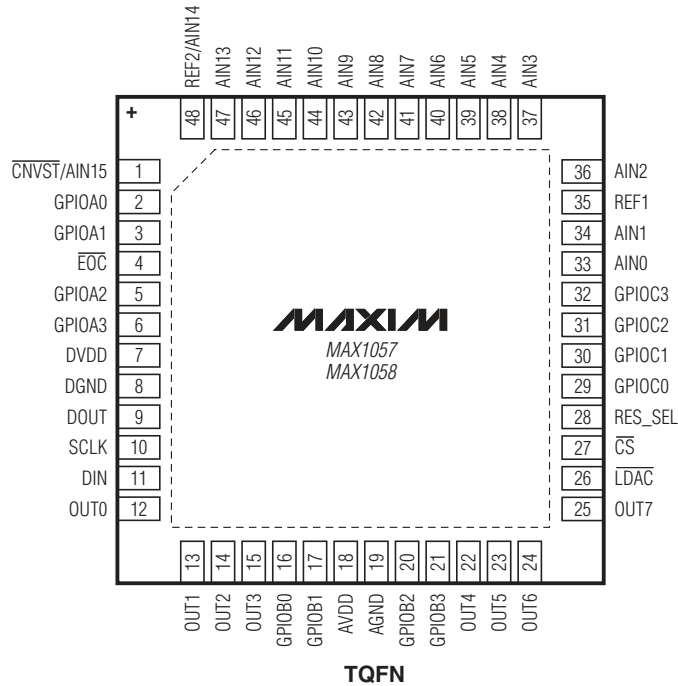 REF2/AIN14
AIN13
AIN12
AIN11
AIN10
AIN9
AIN8
AIN7
AIN6
AIN5
AIN4
AIN3
+
48
47
46
45
44
43
42
41
40
39
38
37
CNVST/AIN15 1
GPIOA0 2
GPIOA1 3
EOC 4
GPIOA2 5
GPIOA3 6
DVDD 7
DGND 8
DOUT 9
SCLK 10
DIN 11
OUT0 12
MAXIM
MAX1057
MAX1058
36 AIN2
35 REF1
34 AIN1
33 AIN0
32 GPIOC3
31 GPIOC2
30 GPIOC1
29 GPIOC0
28 RES_SEL
27 CS
26 LDAC
25 OUT7
13
14
15
16
17
18
19
20
21
22
23
24
OUT1
OUT2
OUT3
GPIOB0
GPIOB1
AVDD
AGND
GPIOB2
GPIOB3
OUT4
OUT5
OUT6
TQFN